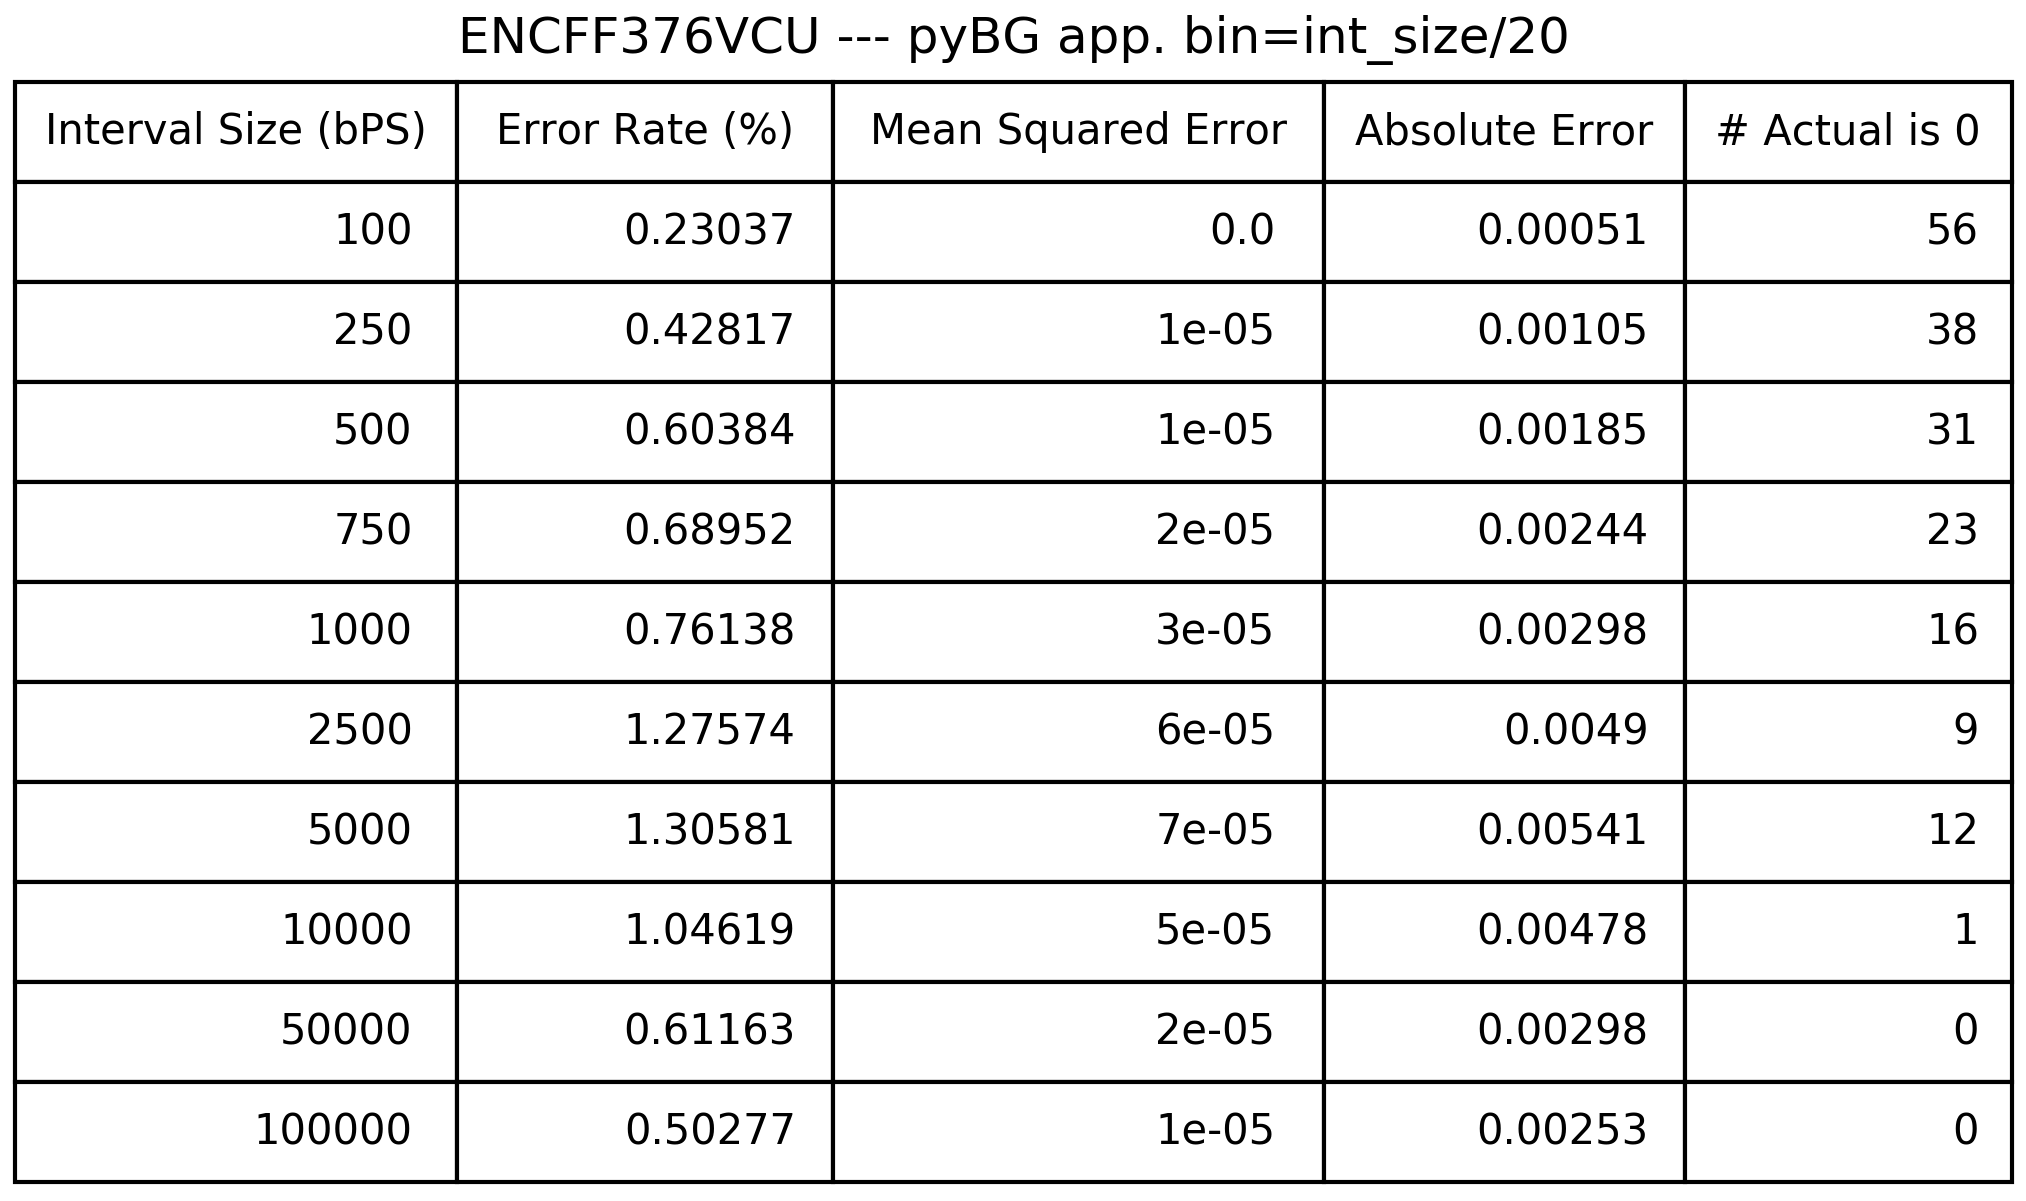 ENCFF376VCU --- pyBG app. bin=int_size/20
Interval Size (bPS) Error Rate (%) Mean Squared Error Absolute Error # Actual is 0
100 0.23037 0.0 0.00051 56
250 0.42817 1e-05 0.00105 38
500 0.60384 1e-05 0.00185 31
750 0.68952 2e-05 0.00244 23
1000 0.76138 3e-05 0.00298 16
2500 1.27574 6e-05 0.0049 9
5000 1.30581 7e-05 0.00541 12
10000 1.04619 5e-05 0.00478 1
50000 0.61163 2e-05 0.00298 0
100000 0.50277 1e-05 0.00253 0